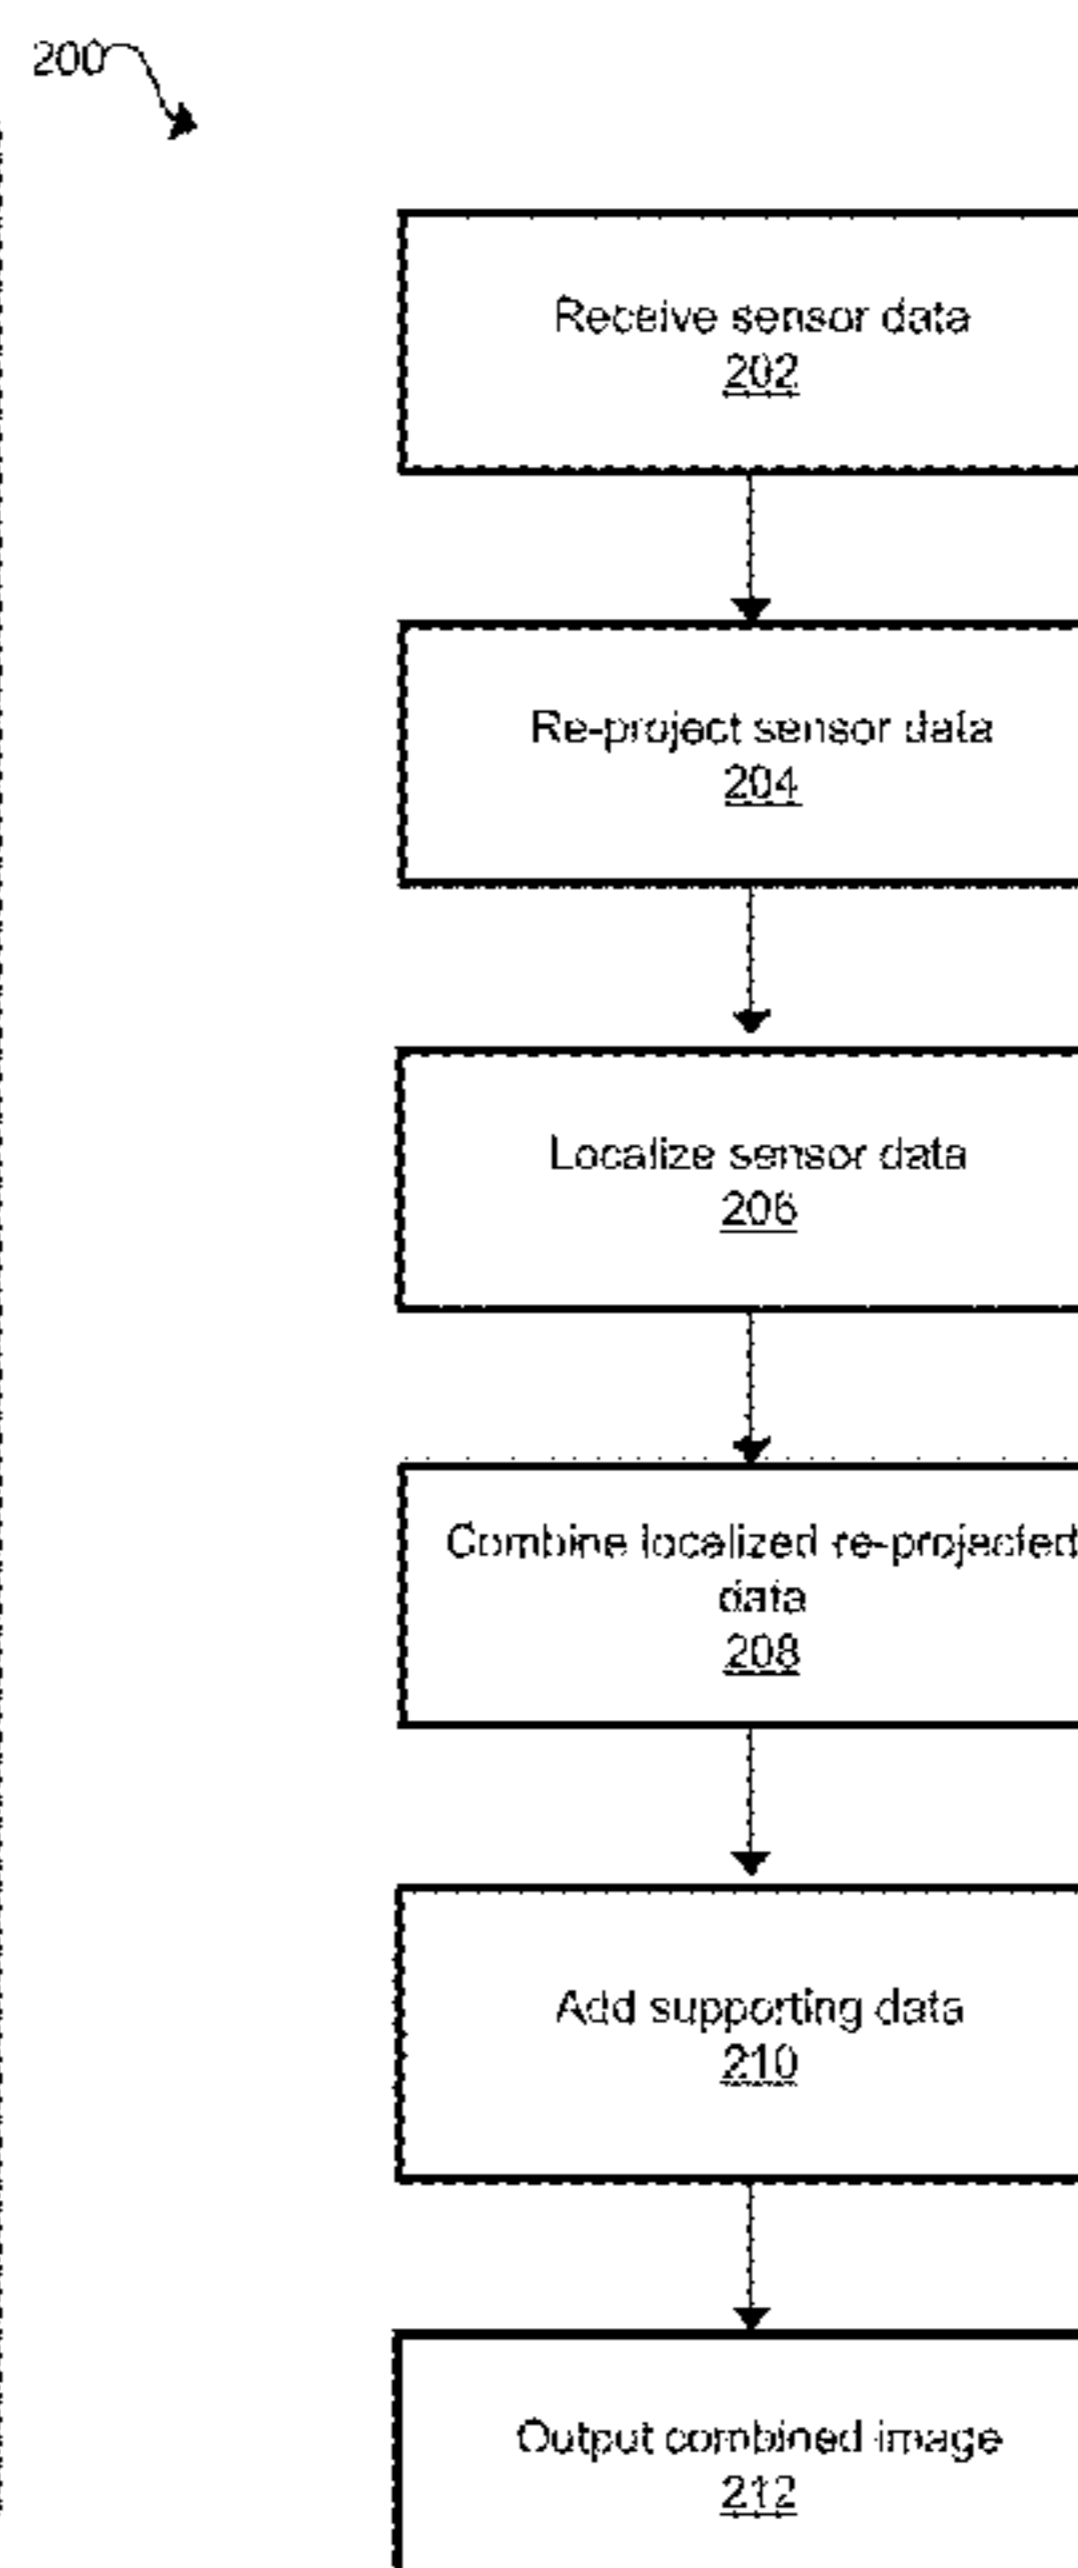 200
Receive sensor data
202
Re-project sensor data
204
Localize sensor data
206
Combine localized re-projected
data
208
Add supporting data
210
Output combined image
212